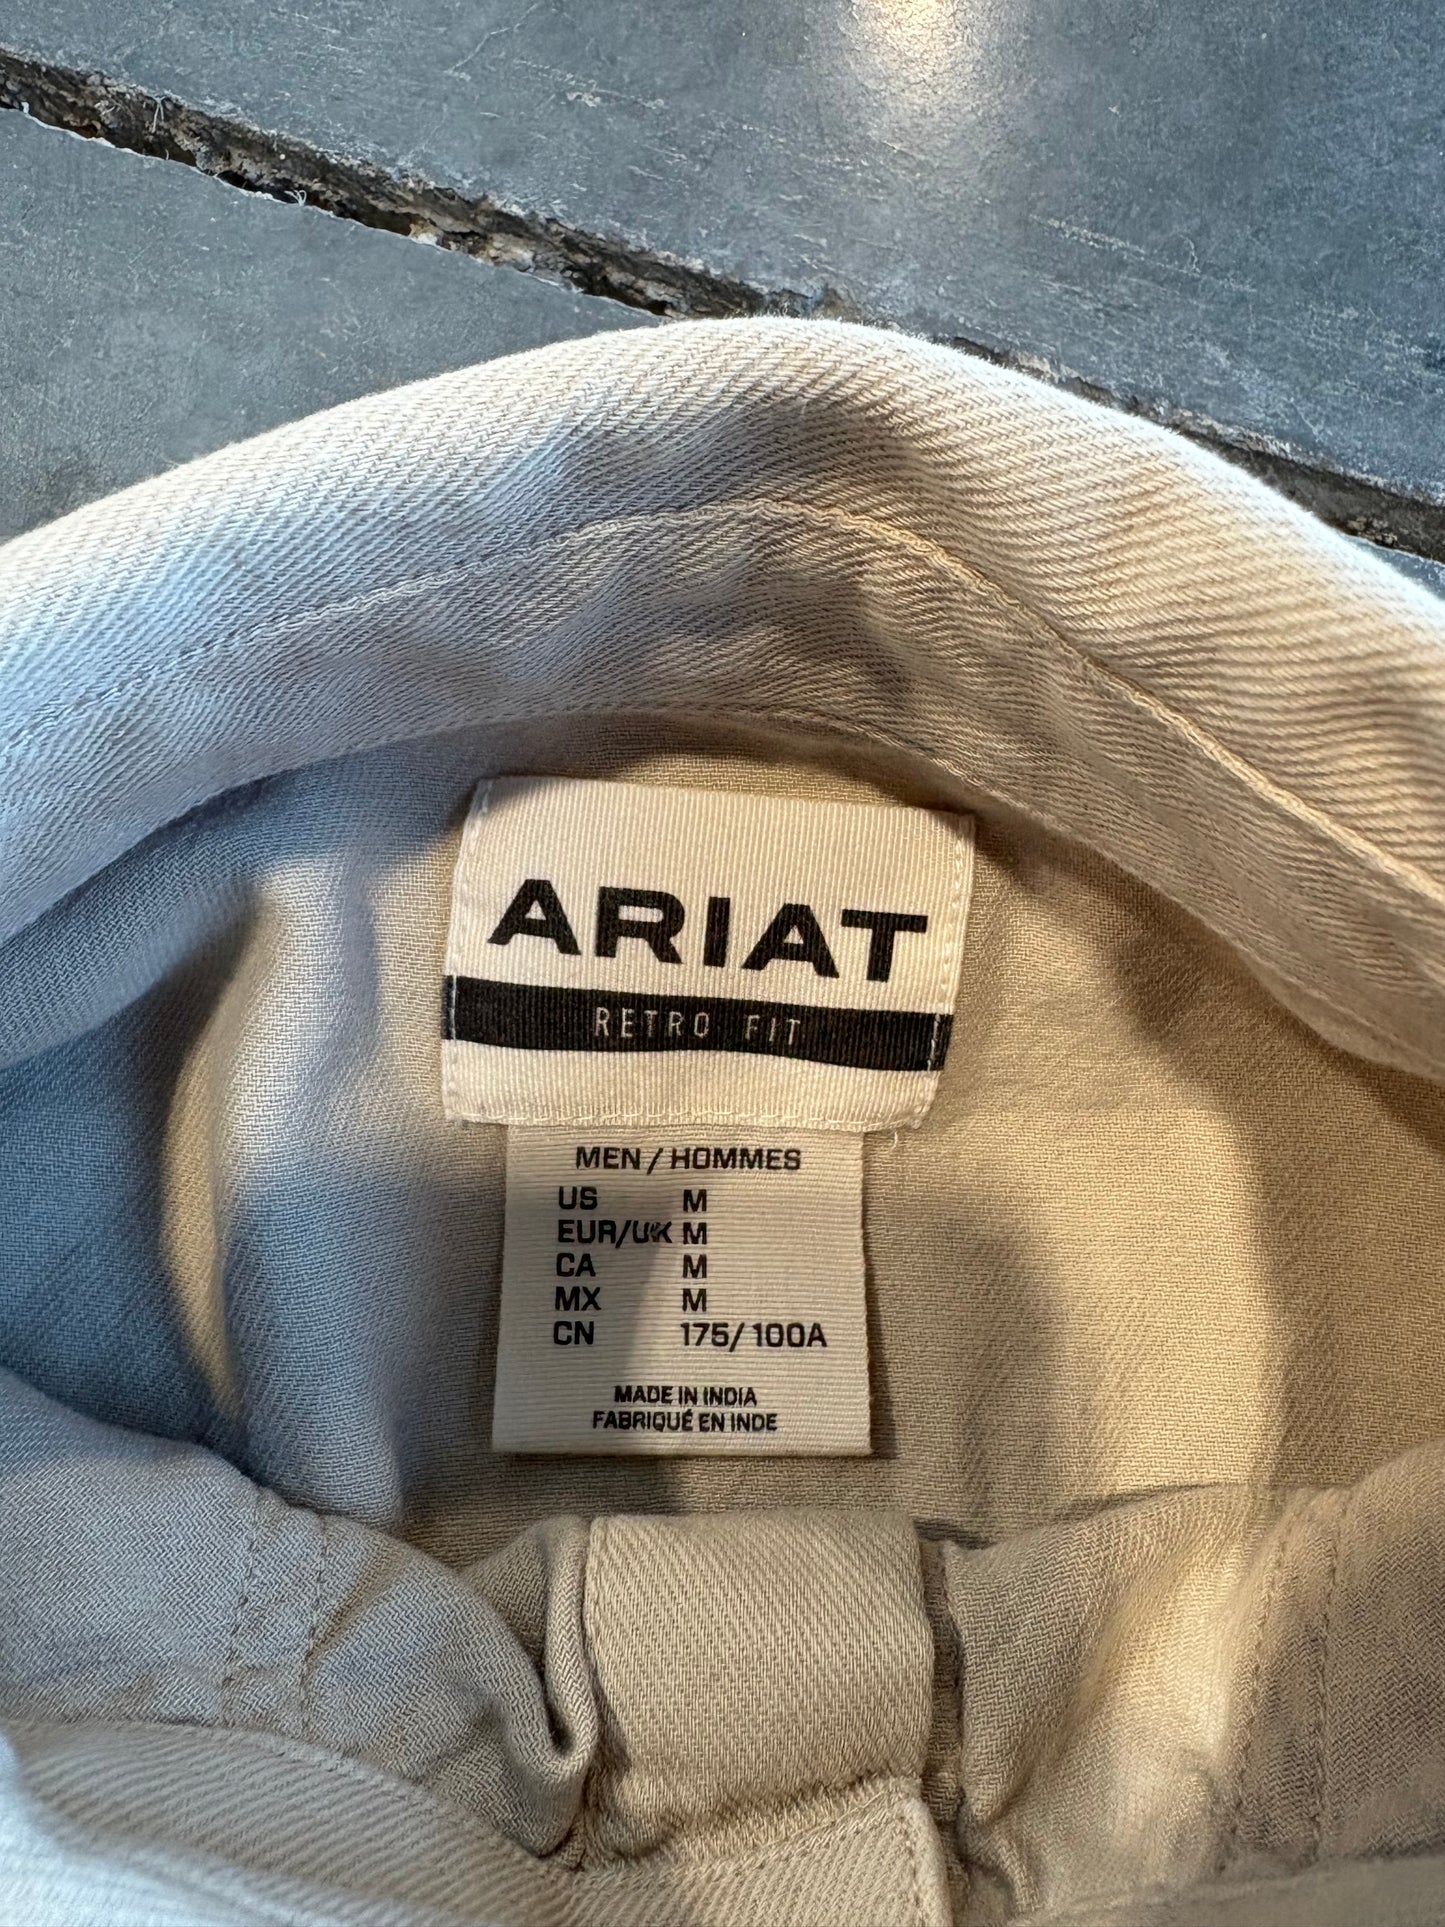 ARIAT
RETRO FIT
MEN / HOMMES
US M
EUR/UK M
CA M
MX M
CN 175/100A
MADE IN INDIA
FABRIQUÉ EN INDE